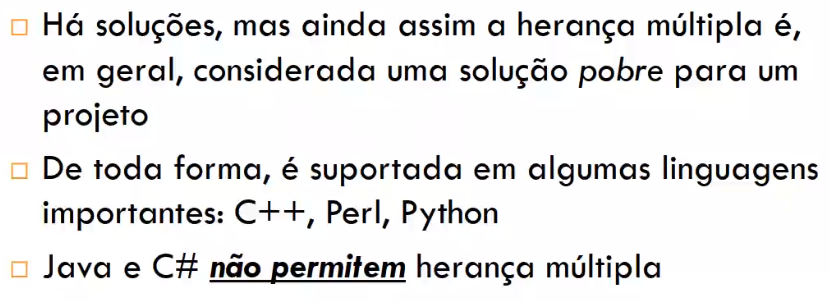 Há soluções, mas ainda assim a herança múltipla é,
em geral, considerada uma solução pobre para um
projeto
De toda forma, é suportada em algumas linguagens
importantes: C++, Perl, Python
Java e C# não permitem herança múltipla